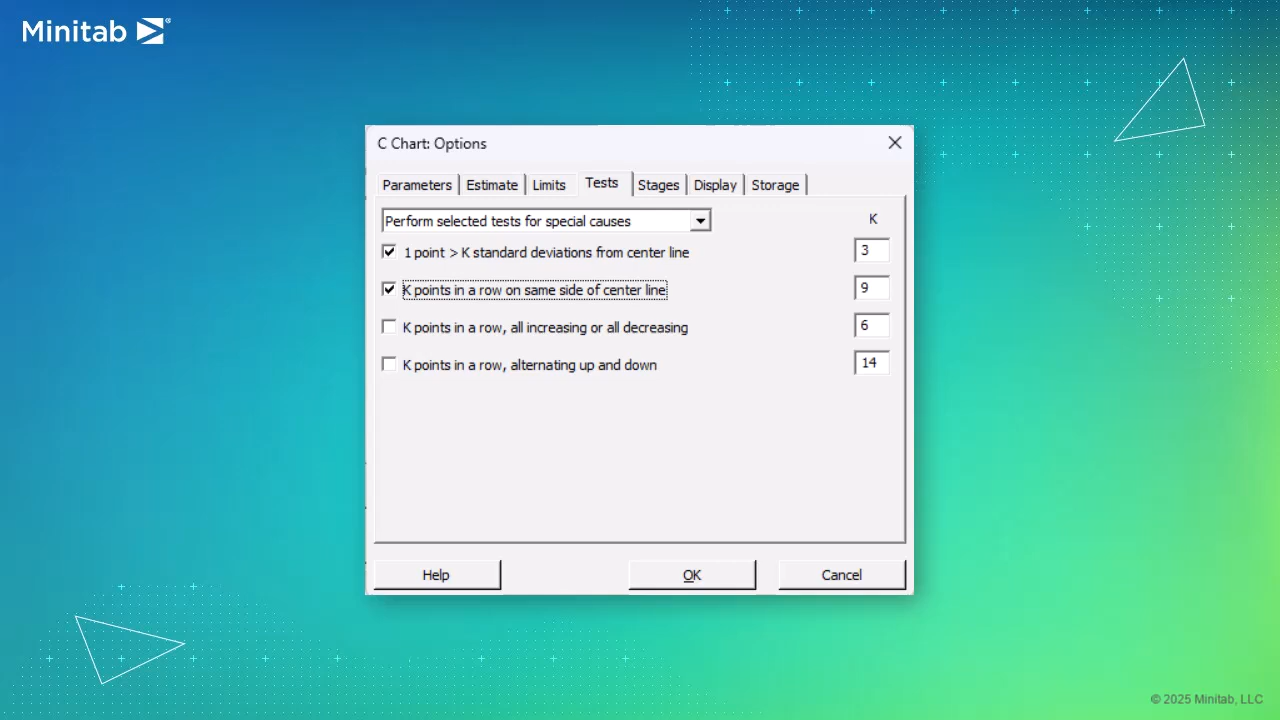 Minitab
C Chart: Options
Parameters Estimate Limits Tests Stages Display Storage
Perform selected tests for special causes K
1 point > K standard deviations from center line 3
K points in a row on same side of center line 9
K points in a row, all increasing or all decreasing 6
K points in a row, alternating up and down 14
Help OK Cancel
© 2025 Minitab, LLC